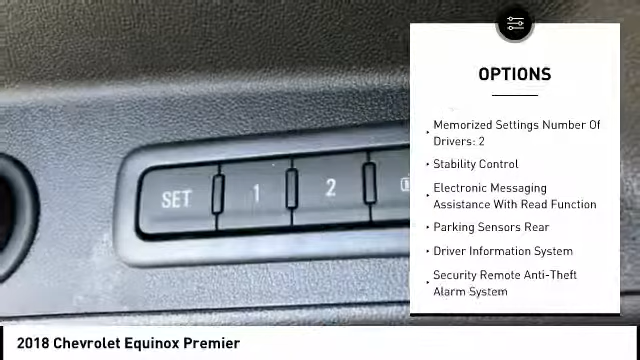 OPTIONS
Memorized Settings Number Of
Drivers: 2
Stability Control
Electronic Messaging
Assistance With Read Function
Parking Sensors Rear
Driver Information System
Security Remote Anti-Theft
Alarm System
SET
1
2
2018 Chevrolet Equinox Premier